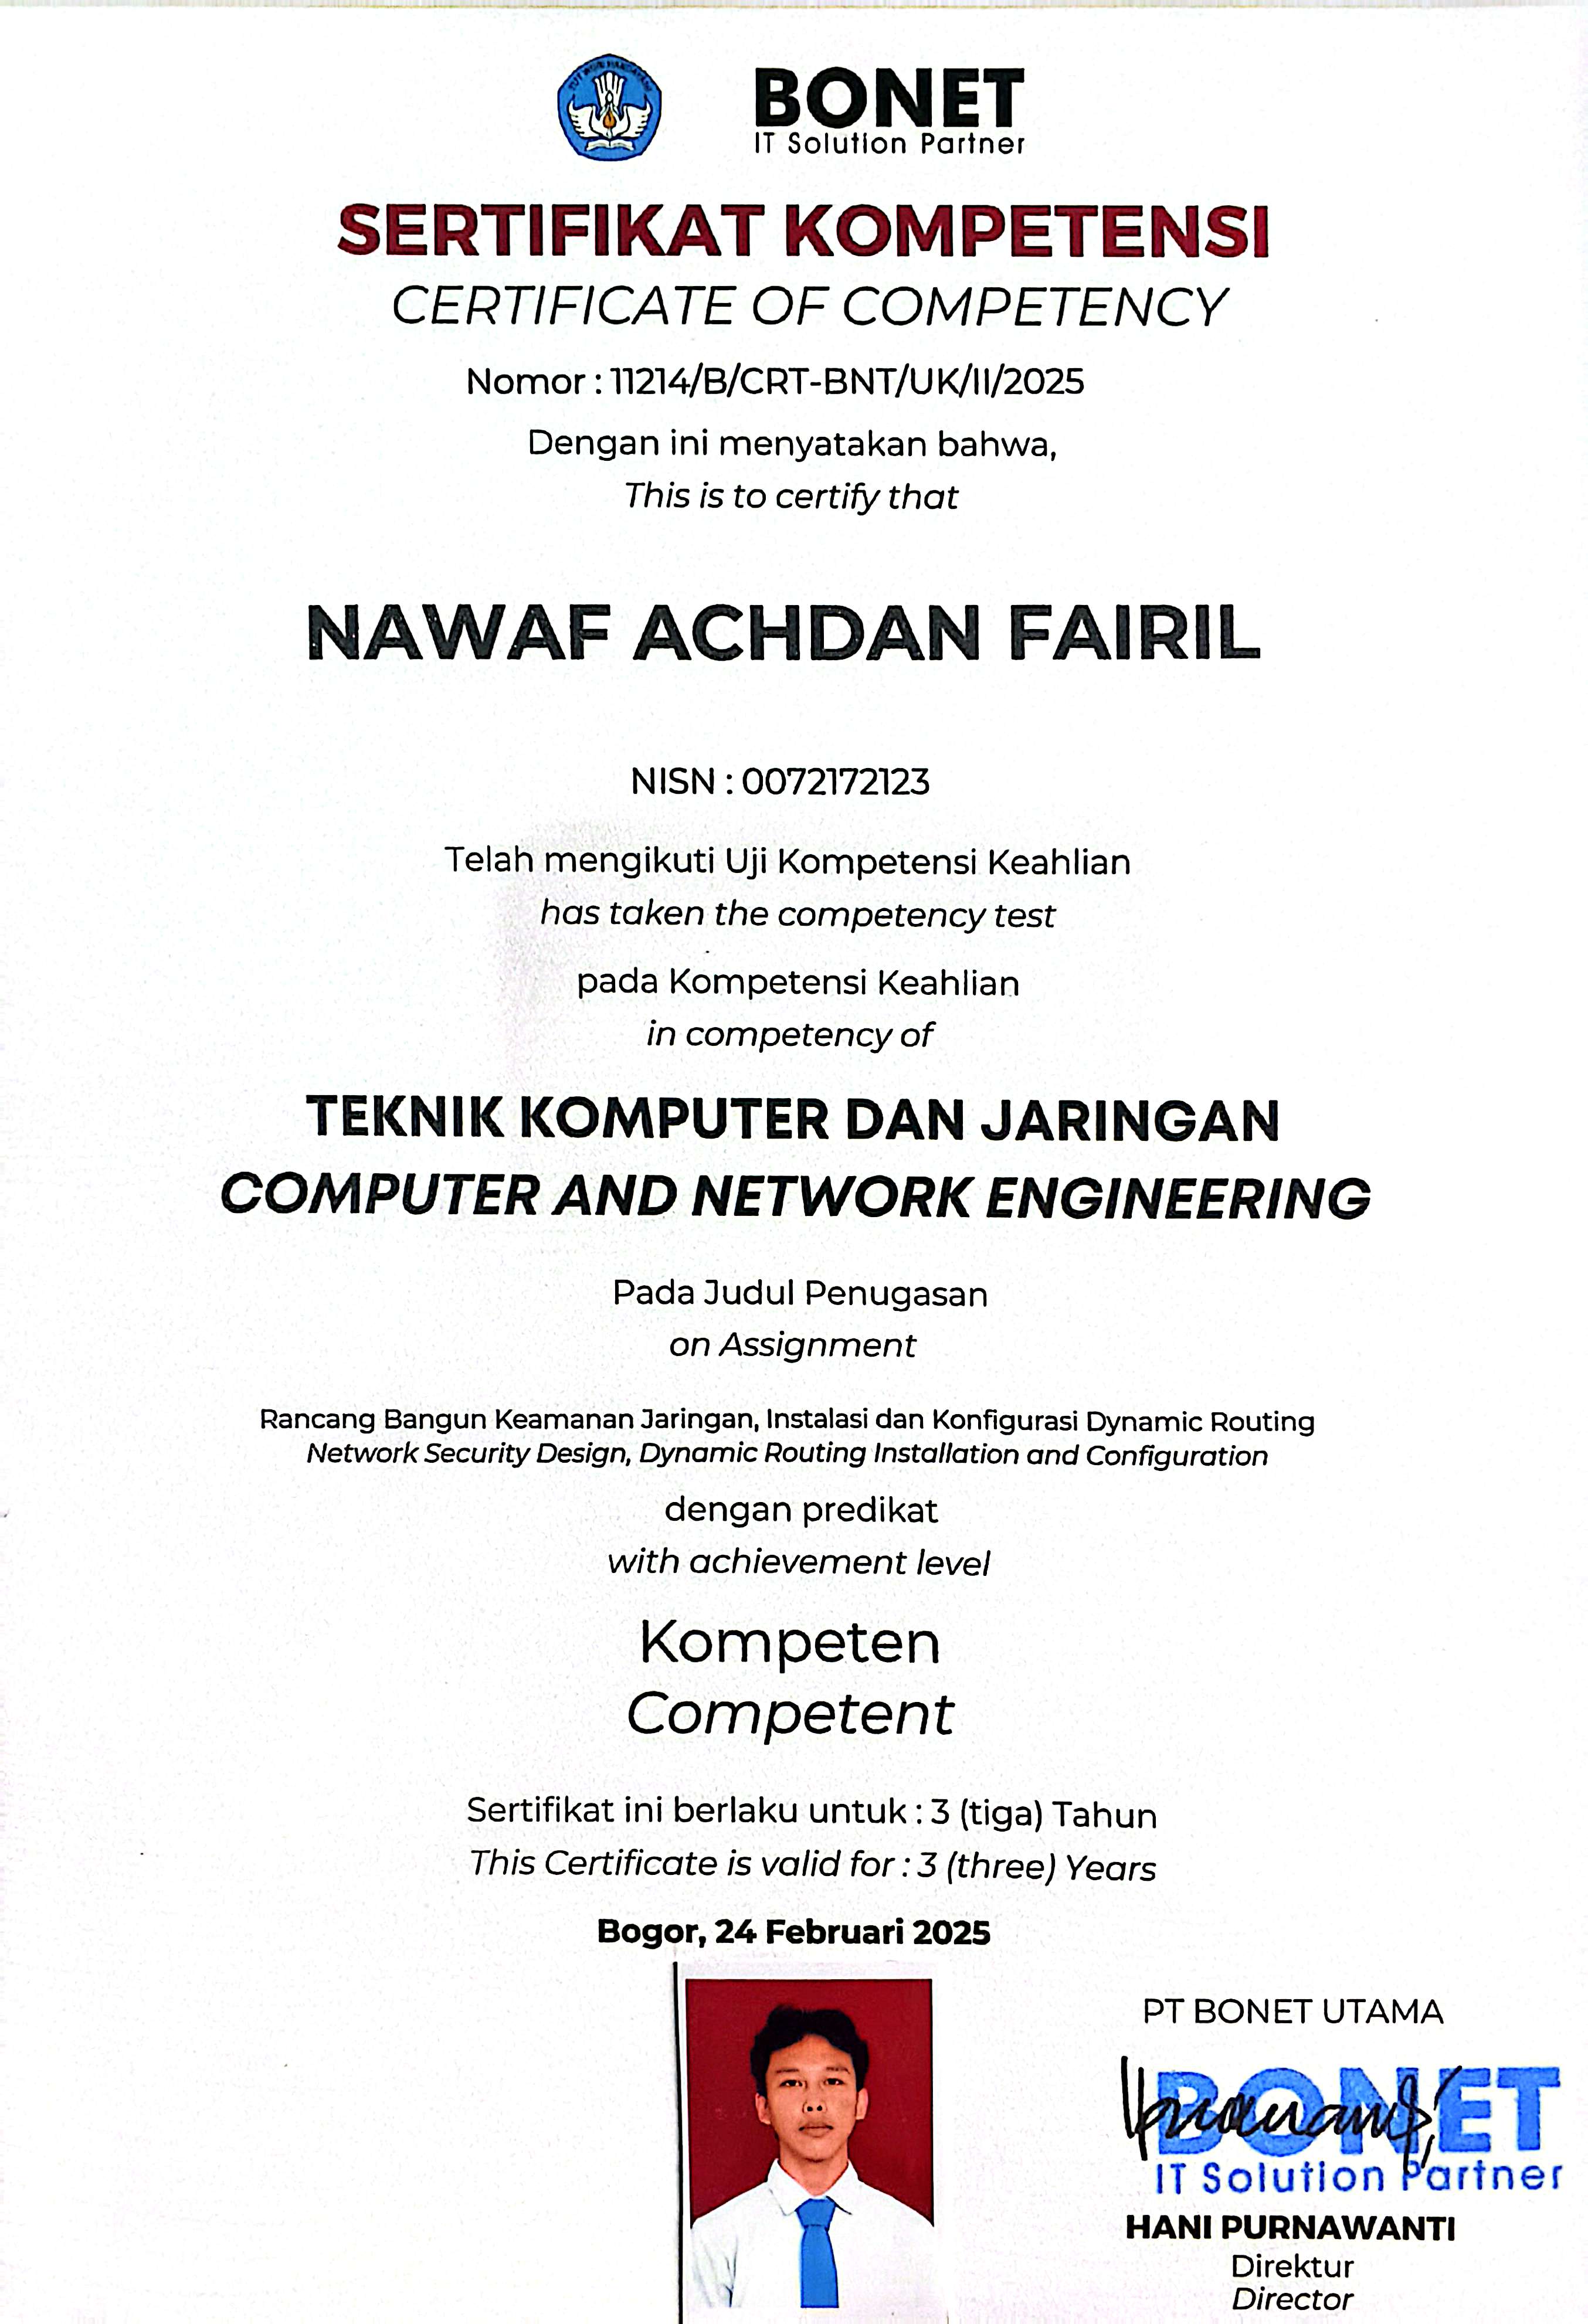 TUT WURI HANDAYANI
BONET
IT Solution Partner
SERTIFIKAT KOMPETENSI
CERTIFICATE OF COMPETENCY
Nomor : 11214/B/CRT-BNT/UK/II/2025
Dengan ini menyatakan bahwa,
This is to certify that
NAWAF ACHDAN FAIRIL
NISN : 0072172123
Telah mengikuti Uji Kompetensi Keahlian
has taken the competency test
pada Kompetensi Keahlian
in competency of
TEKNIK KOMPUTER DAN JARINGAN
COMPUTER AND NETWORK ENGINEERING
Pada Judul Penugasan
on Assignment
Rancang Bangun Keamanan Jaringan, Instalasi dan Konfigurasi Dynamic Routing
Network Security Design, Dynamic Routing Installation and Configuration
dengan predikat
with achievement level
Kompeten
Competent
Sertifikat ini berlaku untuk : 3 (tiga) Tahun
This Certificate is valid for : 3 (three) Years
Bogor, 24 Februari 2025
PT BONET UTAMA
BONET
IT Solution Partner
HANI PURNAWANTI
Direktur
Director